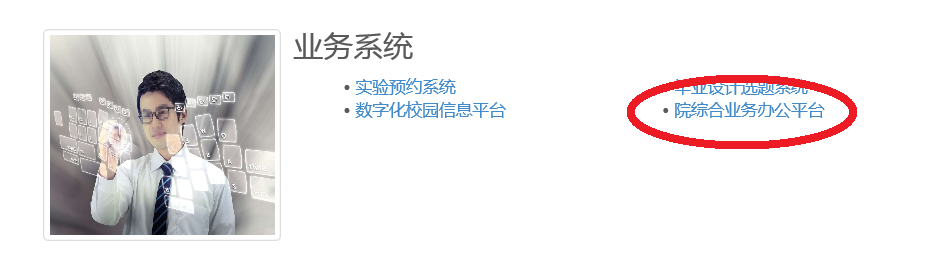 业务系统
实验预约系统
毕业设计选题系统
数字化校园信息平台
院综合业务办公平台